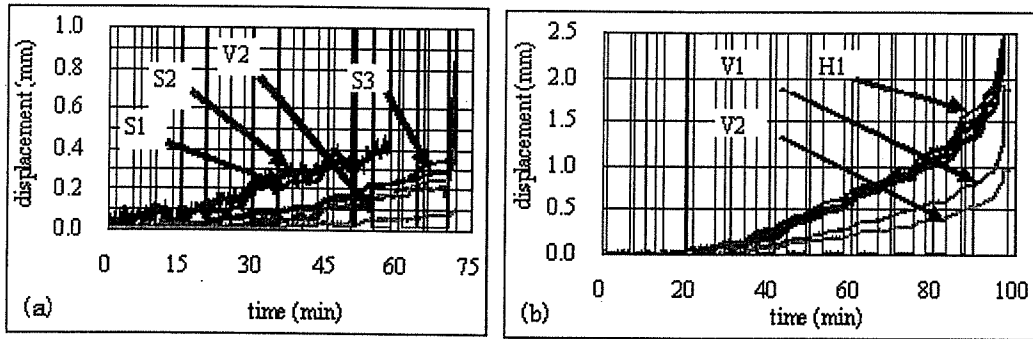 displacement (mm)
1.0
0.8
0.6
0.4
0.2
0.0
S1
S2
V2
S3
0 15 30 45 60 75
time (min)
(a)
displacement (mm)
2.5
2.0
1.5
1.0
0.5
0.0
V1
H1
V2
0 20 40 60 80 100
time (min)
(b)